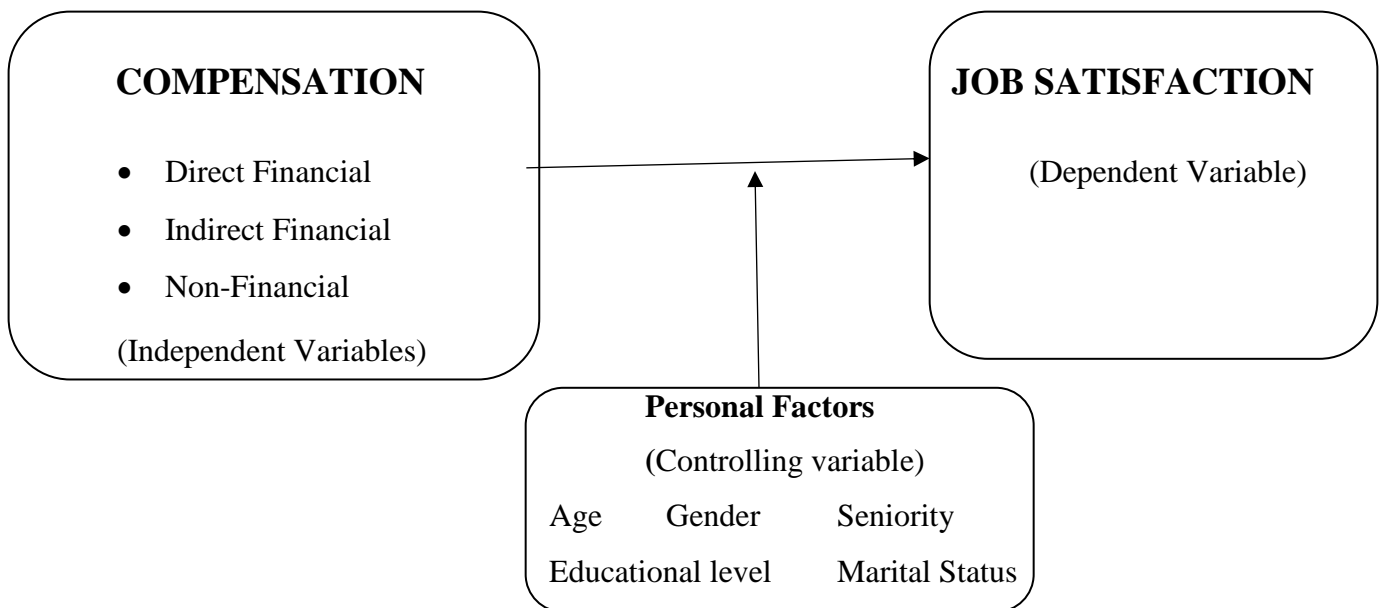 COMPENSATION
• Direct Financial
• Indirect Financial
• Non-Financial
(Independent Variables)
JOB SATISFACTION
(Dependent Variable)
Personal Factors
(Controlling variable)
Age Gender Seniority
Educational level Marital Status